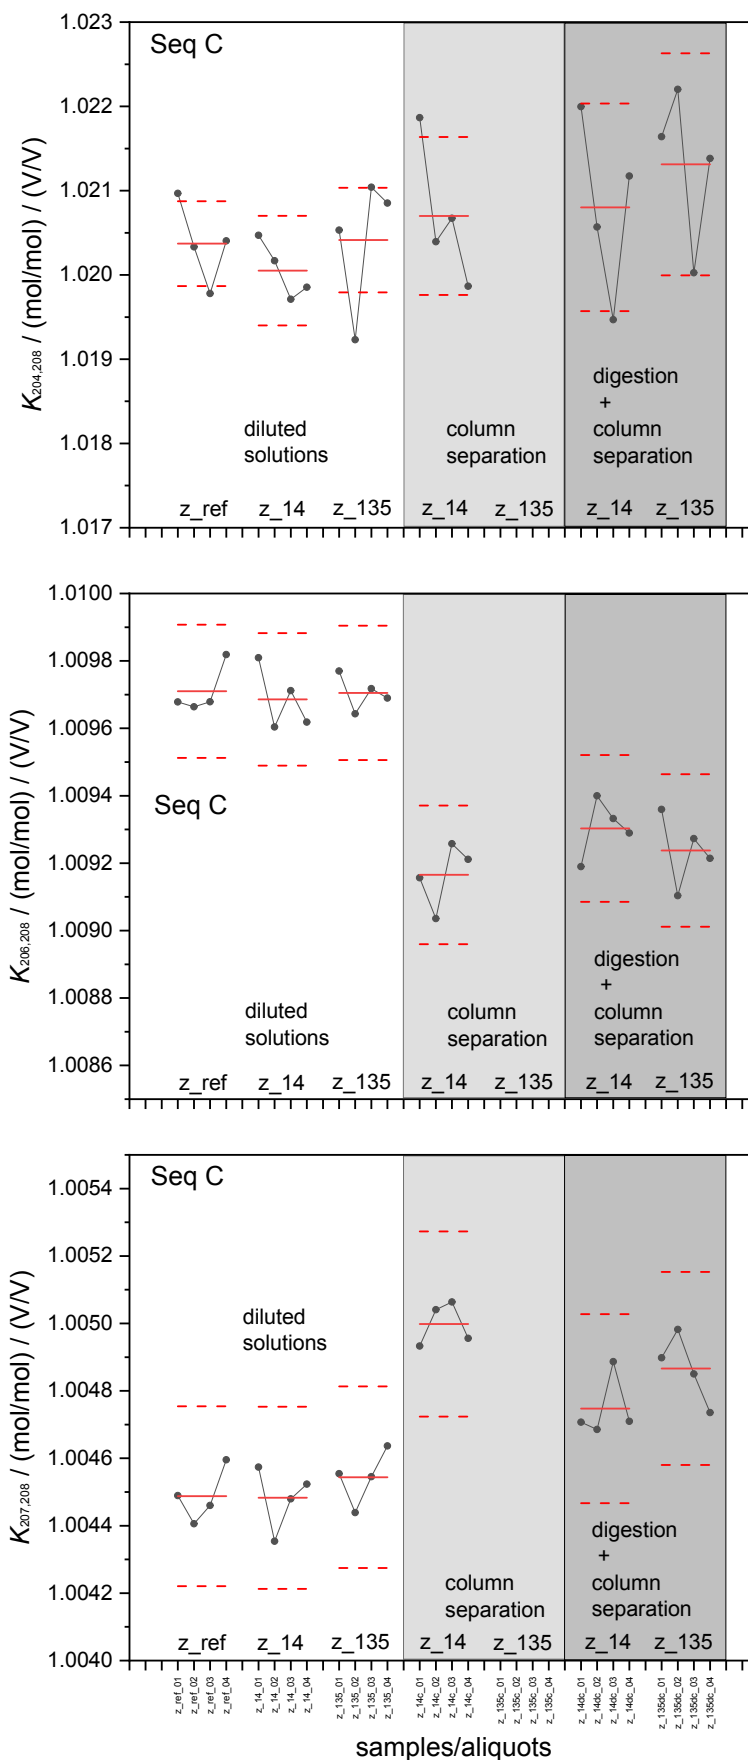 Seq C
K204,208 / (mol/mol) / (V/V)
1.023
1.022
1.021
1.020
1.019
1.018
1.017
diluted
solutions
column
separation
digestion
+
column
separation
z_ref z_14 z_135 z_14 z_135 z_14 z_135
K206,208 / (mol/mol) / (V/V)
1.0100
1.0098
1.0096
1.0094
1.0092
1.0090
1.0088
1.0086
Seq C
diluted
solutions
column
separation
digestion
+
column
separation
z_ref z_14 z_135 z_14 z_135 z_14 z_135
Seq C
K207,208 / (mol/mol) / (V/V)
1.0054
1.0052
1.0050
1.0048
1.0046
1.0044
1.0042
1.0040
diluted
solutions
column
separation
digestion
+
column
separation
z_ref z_14 z_135 z_14 z_135 z_14 z_135
z_ref_01
z_ref_02
z_ref_03
z_ref_04
z_14_01
z_14_02
z_14_03
z_14_04
z_135_01
z_135_02
z_135_03
z_135_04
z_14c_01
z_14c_02
z_14c_03
z_14c_04
z_135c_01
z_135c_02
z_135c_03
z_135c_04
z_14dc_01
z_14dc_02
z_14dc_03
z_14dc_04
z_135dc_01
z_135dc_02
z_135dc_03
z_135dc_04
samples/aliquots